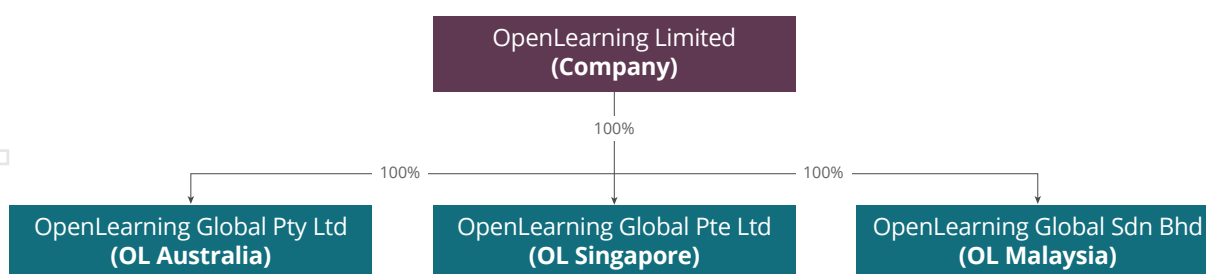 OpenLearning Limited
(Company)
100%
100%
100%
OpenLearning Global Pty Ltd
(OL Australia)
OpenLearning Global Pte Ltd
(OL Singapore)
OpenLearning Global Sdn Bhd
(OL Malaysia)